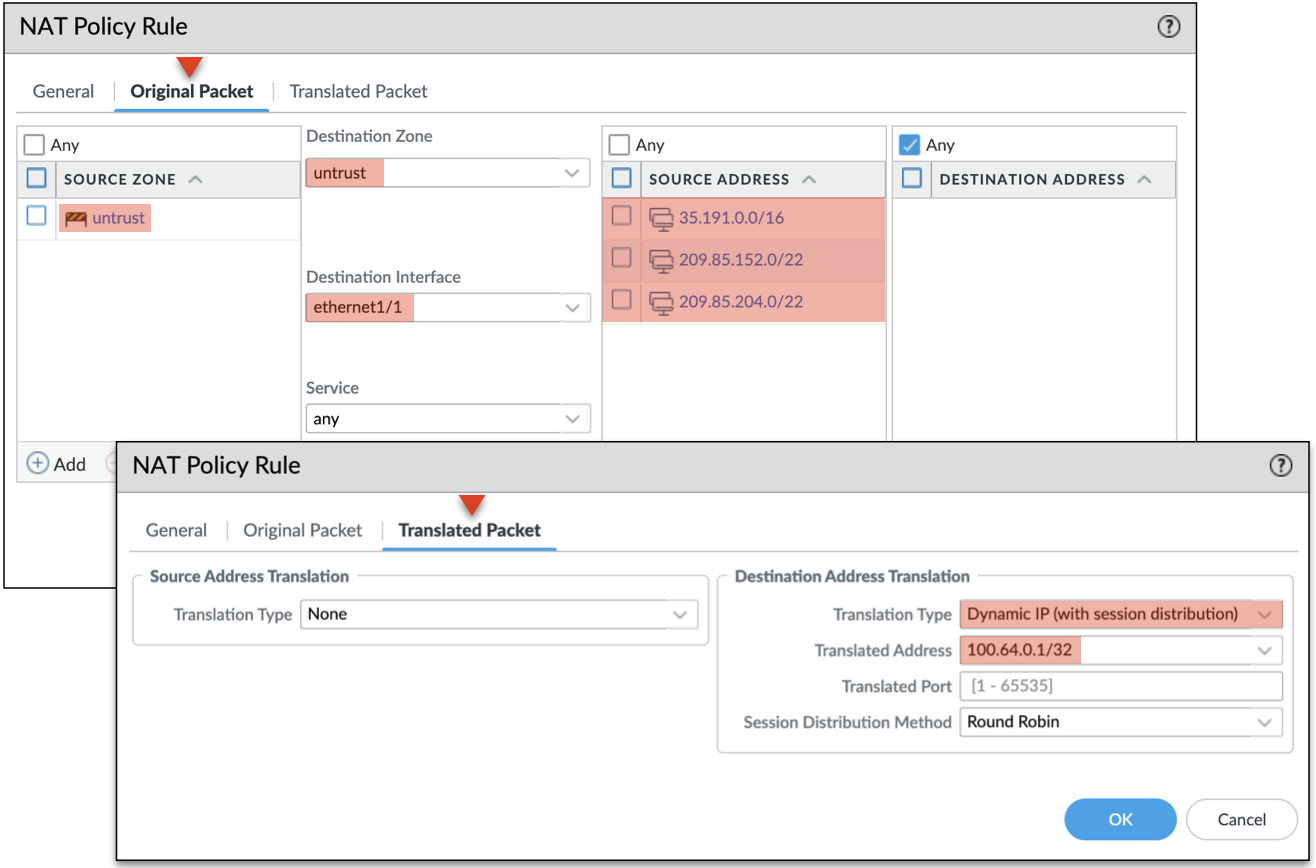 NAT Policy Rule
?
General
Original Packet
Translated Packet
Any
SOURCE ZONE
untrust
Destination Zone
untrust
Destination Interface
ethernet1/1
Service
any
Any
SOURCE ADDRESS
35.191.0.0/16
209.85.152.0/22
209.85.204.0/22
Any
DESTINATION ADDRESS
Add
NAT Policy Rule
?
General
Original Packet
Translated Packet
Source Address Translation
Translation Type None
Destination Address Translation
Translation Type Dynamic IP (with session distribution)
Translated Address 100.64.0.1/32
Translated Port [1 - 65535]
Session Distribution Method Round Robin
OK
Cancel